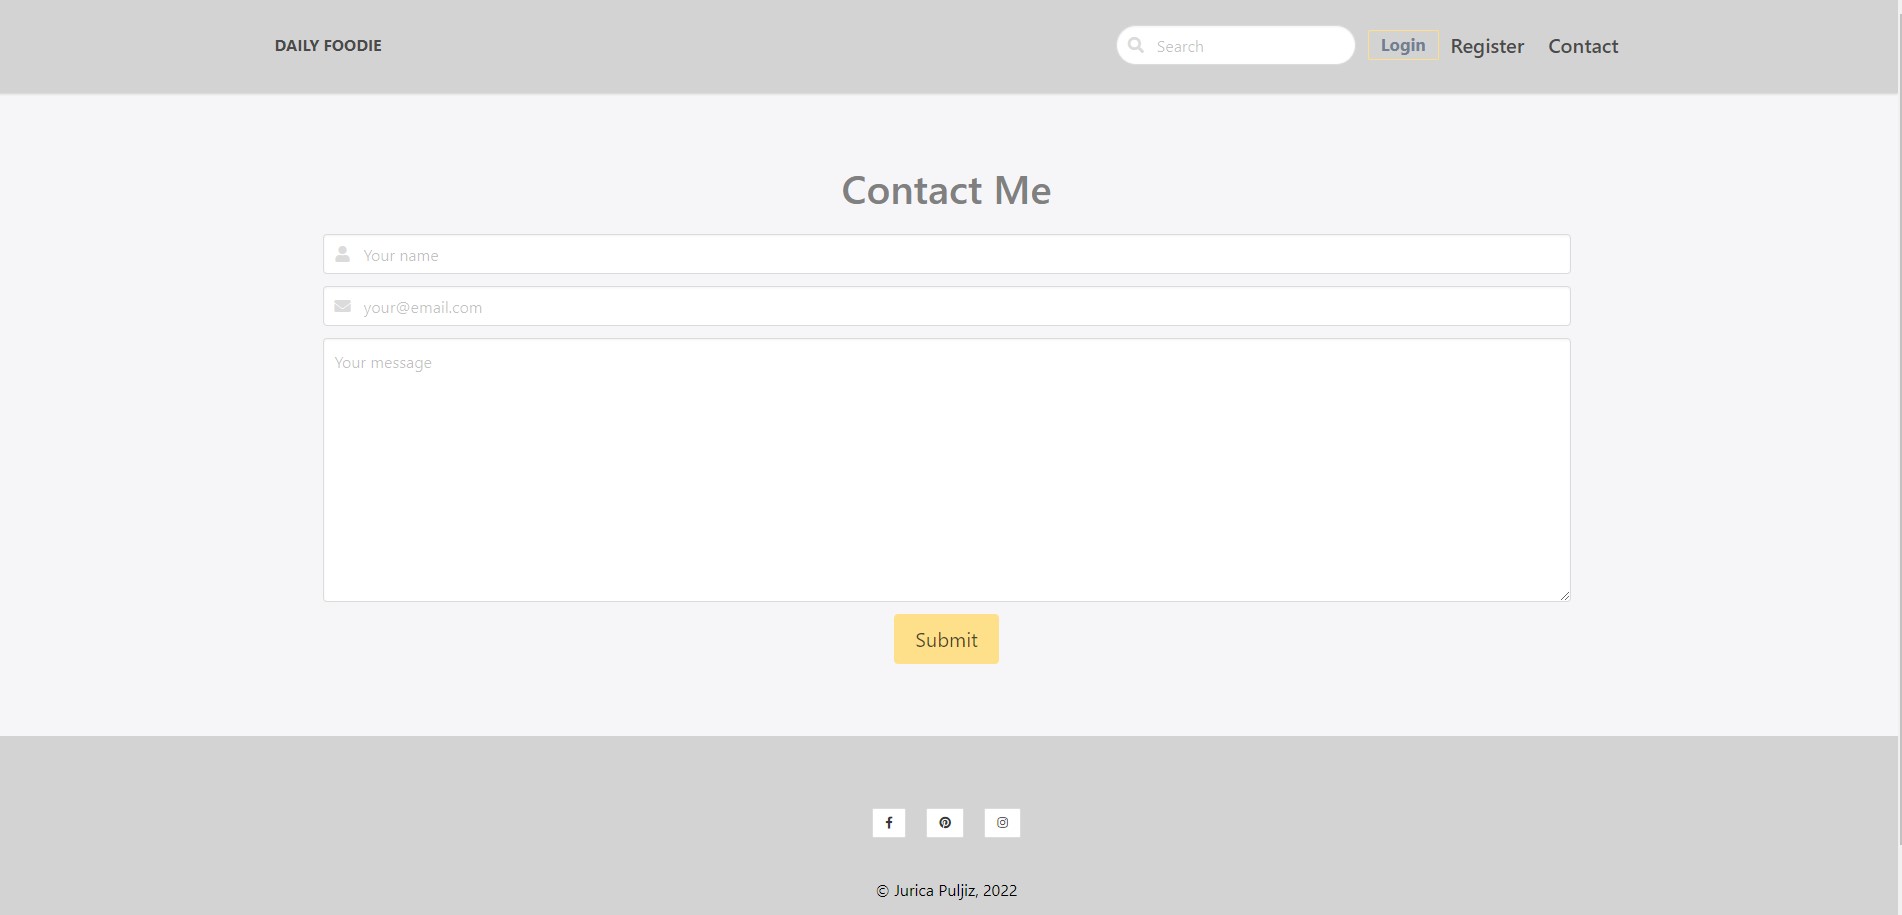 DAILY FOODIE
Search
Login
Register
Contact
Contact Me
Your name
your@email.com
Your message
Submit
© Jurica Puljiz, 2022